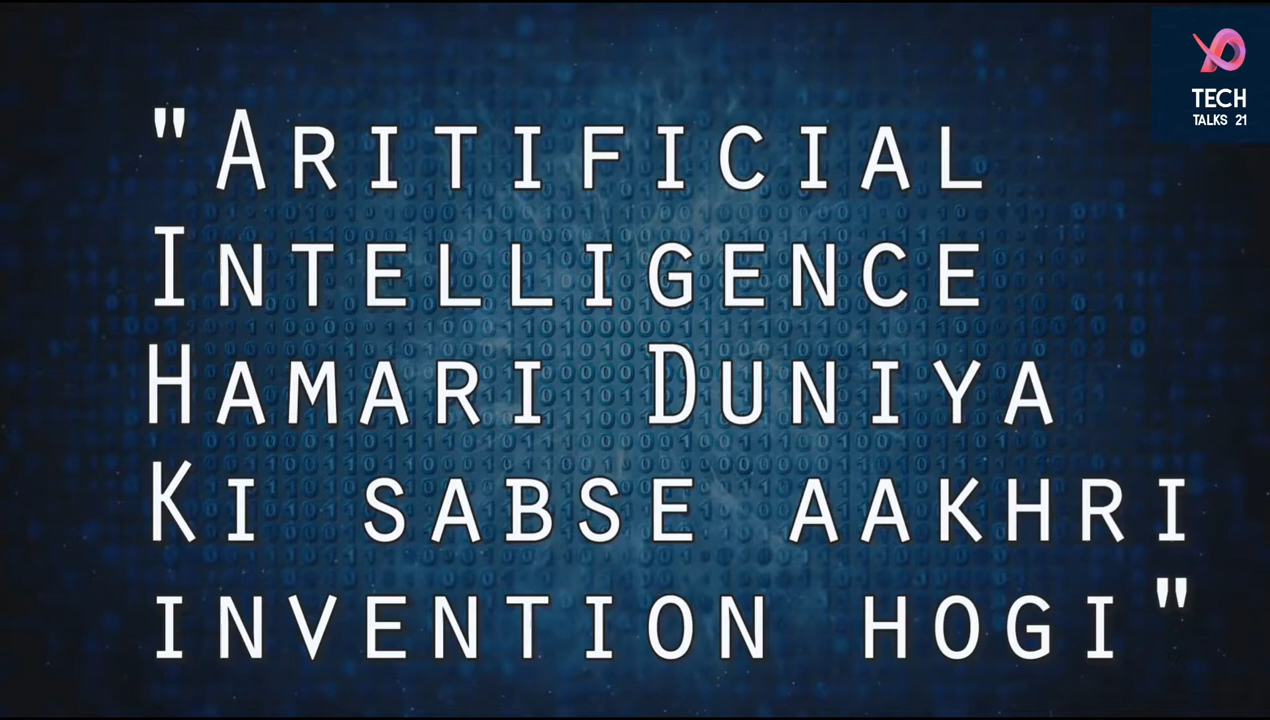 "Aritificial
Intelligence
Hamari Duniya
Ki sabse aakhri
invention hogi"
TECH
TALKS 21